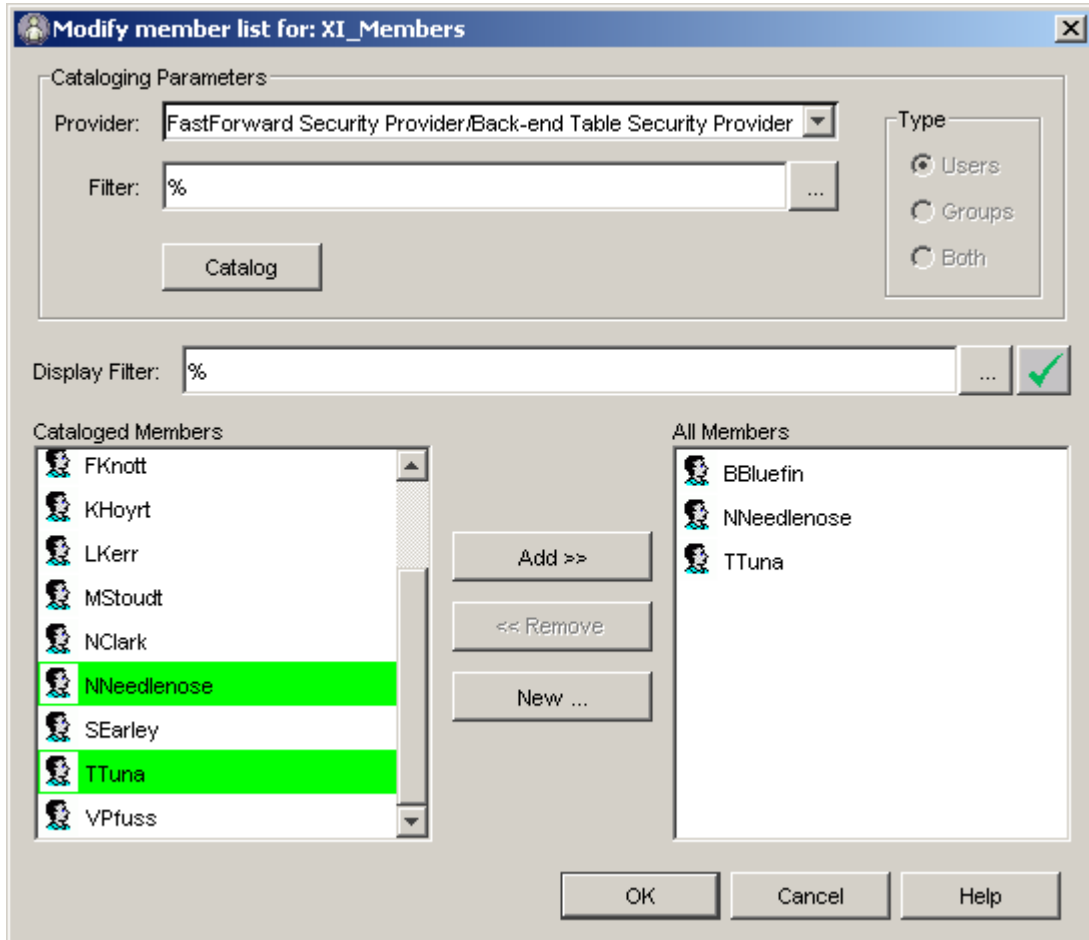 Modify member list for: XI_Members
Cataloging Parameters
Provider: FastForward Security Provider/Back-end Table Security Provider
Type
Users
Filter: % ...
Groups
Both
Catalog
Display Filter: % ...
Cataloged Members
All Members
FKnott
KHoyrt
LKerr
MStoudt
NClark
NNeedlenose
SEarley
TTuna
VPfuss
Add >>
<< Remove
New ...
BBluefin
NNeedlenose
TTuna
OK
Cancel
Help